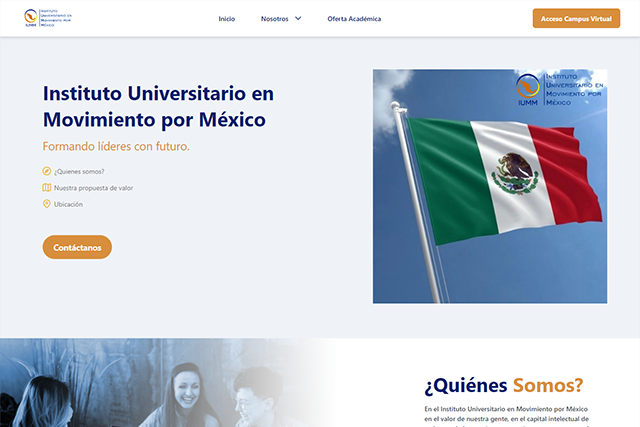 IUMM
Instituto
Universitario en
Movimiento por
México
Inicio
Nosotros
Oferta Académica
Acceso Campus Virtual
Instituto Universitario en
Movimiento por México
Formando líderes con futuro.
¿Quienes somos?
Nuestra propuesta de valor
Ubicación
Contáctanos
IUMM
Instituto
Universitario en
Movimiento por
México
¿Quiénes Somos?
En el Instituto Universitario en Movimiento por México
en el valor de nuestra gente, en el capital intelectual de